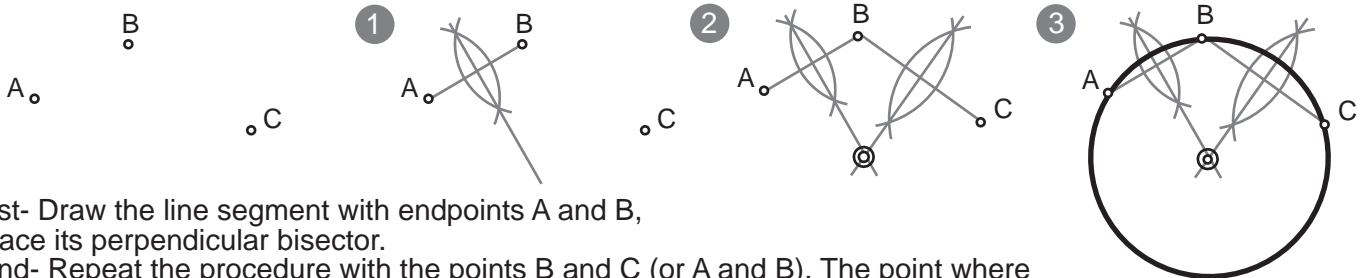 B
A
C
1
B
A
C
2
B
A
C
3
B
A
C
st- Draw the line segment with endpoints A and B,
ace its perpendicular bisector.
nd- Repeat the procedure with the points B and C (or A and B). The point where